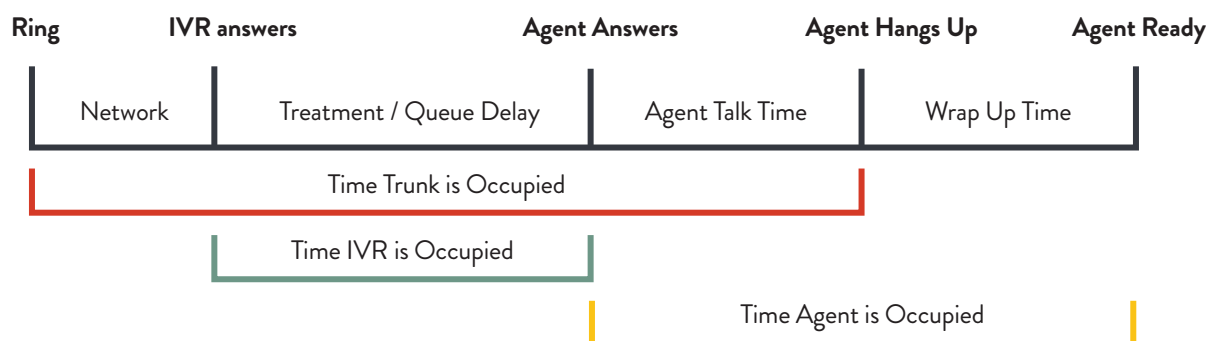 Ring IVR answers Agent Answers Agent Hangs Up Agent Ready
Network Treatment / Queue Delay Agent Talk Time Wrap Up Time
Time Trunk is Occupied
Time IVR is Occupied
Time Agent is Occupied